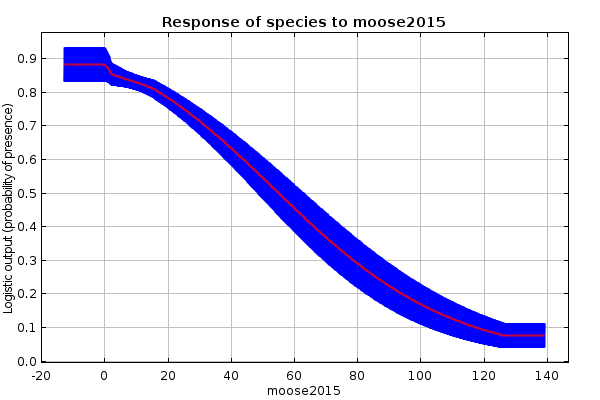 Response of species to moose2015
Logistic output (probability of presence)
0.9
0.8
0.7
0.6
0.5
0.4
0.3
0.2
0.1
0.0
-20 0 20 40 60 80 100 120 140
moose2015